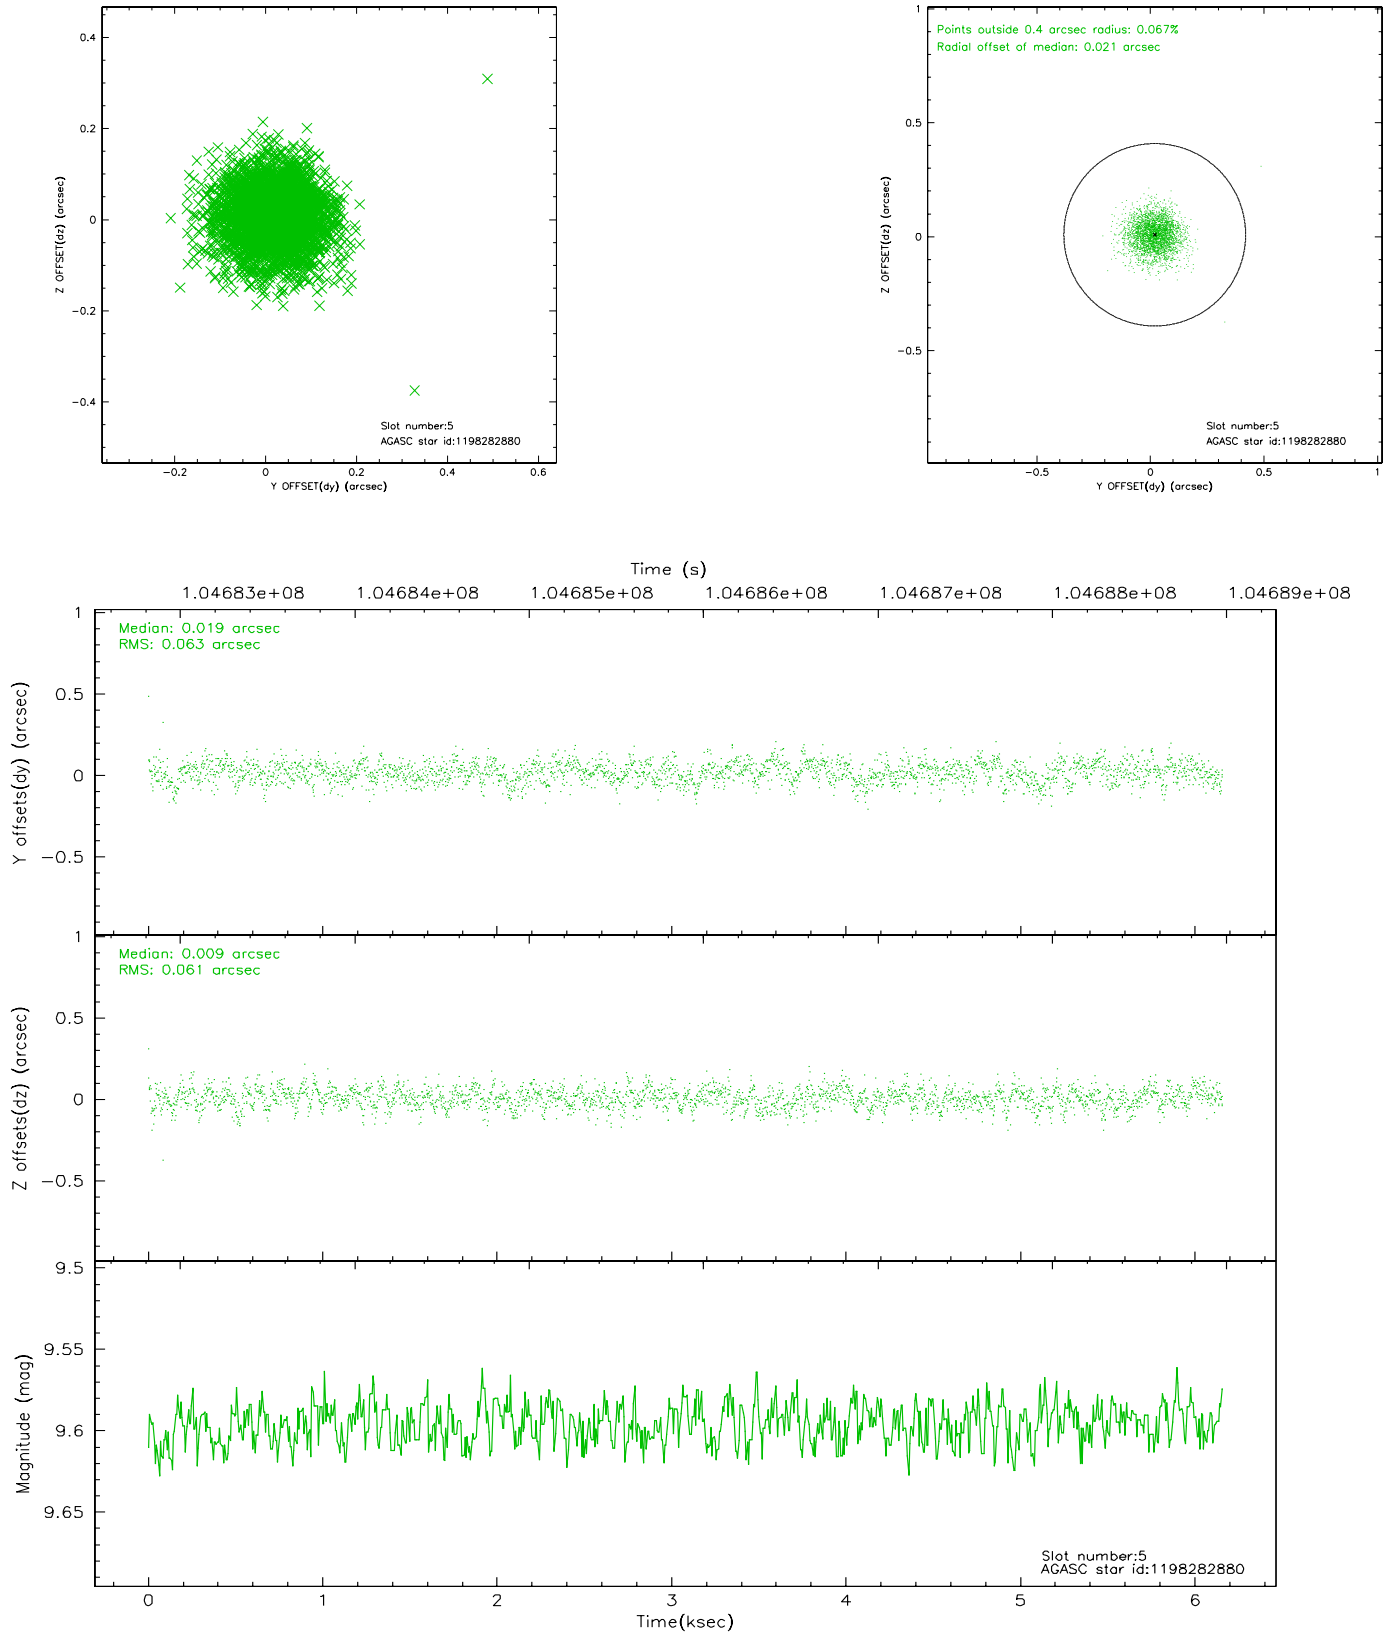 0.4
0.2
0
−0.2
−0.4
Z OFFSET(dz) (arcsec)
Slot number:5
AGASC star id:1198282880
−0.2 0 0.2 0.4 0.6
Y OFFSET(dy) (arcsec)
1
0.5
0
−0.5
Z OFFSET(dz) (arcsec)
Points outside 0.4 arcsec radius: 0.067%
Radial offset of median: 0.021 arcsec
Slot number:5
AGASC star id:1198282880
−0.5 0 0.5 1
Y OFFSET(dy) (arcsec)
Time (s)
1.04683e+08 1.04684e+08 1.04685e+08 1.04686e+08 1.04687e+08 1.04688e+08 1.04689e+08
1
0.5
0
−0.5
Y offsets(dy) (arcsec)
Median: 0.019 arcsec
RMS: 0.063 arcsec
1
0.5
0
−0.5
Z offsets(dz) (arcsec)
Median: 0.009 arcsec
RMS: 0.061 arcsec
9.5
9.55
9.6
9.65
Magnitude (mag)
Slot number:5
AGASC star id:1198282880
0 1 2 3 4 5 6
Time(ksec)